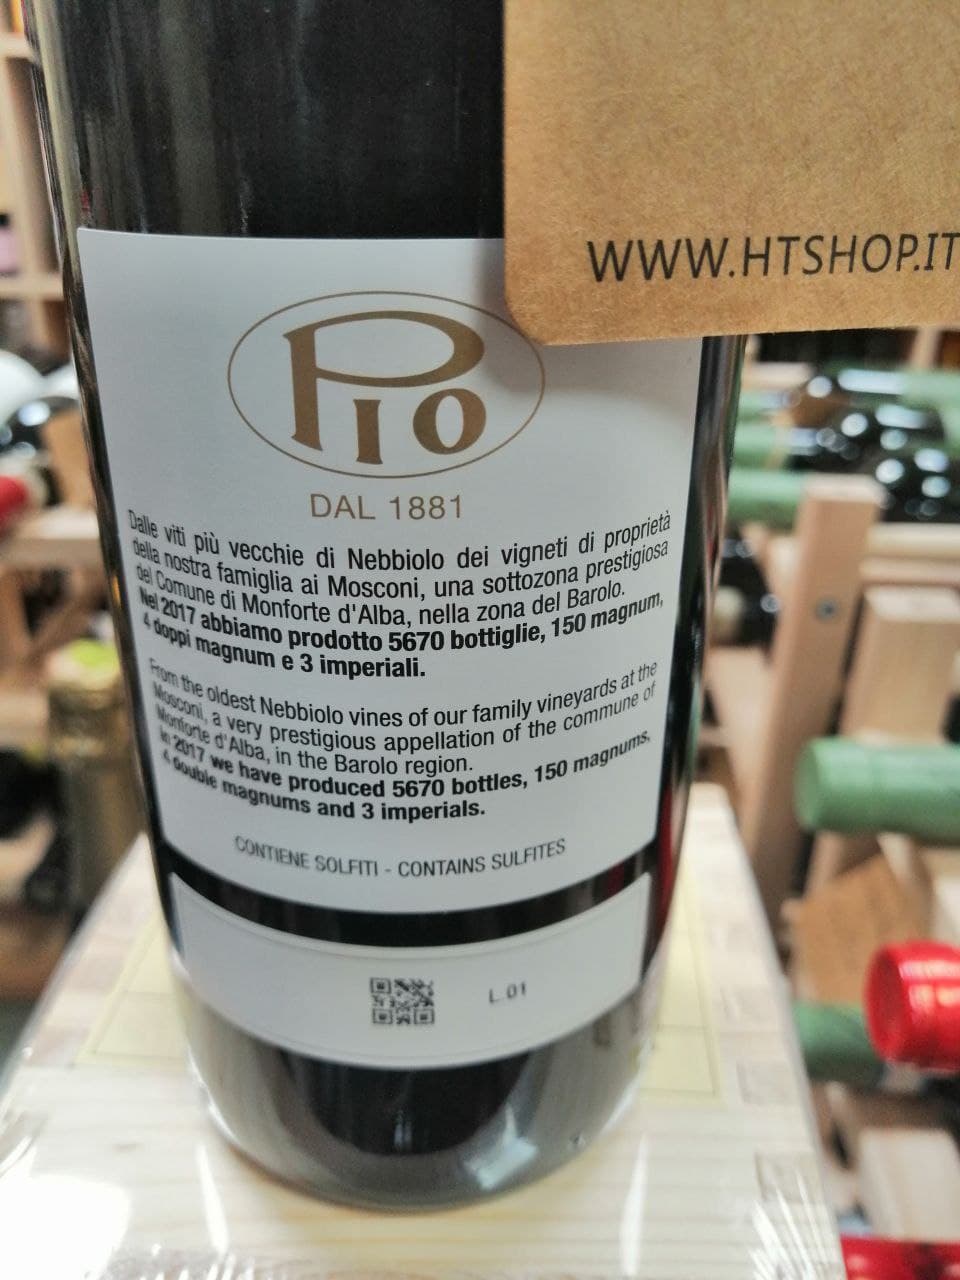 WWW.HTSHOP.IT
PIO
DAL 1881
Dalle viti più vecchie di Nebbiolo dei vigneti di proprietà
della nostra famiglia ai Mosconi, una sottozona prestigiosa
del Comune di Monforte d'Alba, nella zona del Barolo.
Nel 2017 abbiamo prodotto 5670 bottiglie, 150 magnum,
4 doppi magnum e 3 imperiali.
From the oldest Nebbiolo vines of our family vineyards at the
Mosconi, a very prestigious appellation of the commune of
Monforte d'Alba, in the Barolo region.
In 2017 we have produced 5670 bottles, 150 magnums,
4 double magnums and 3 imperials.
CONTIENE SOLFITI - CONTAINS SULFITES
L.01